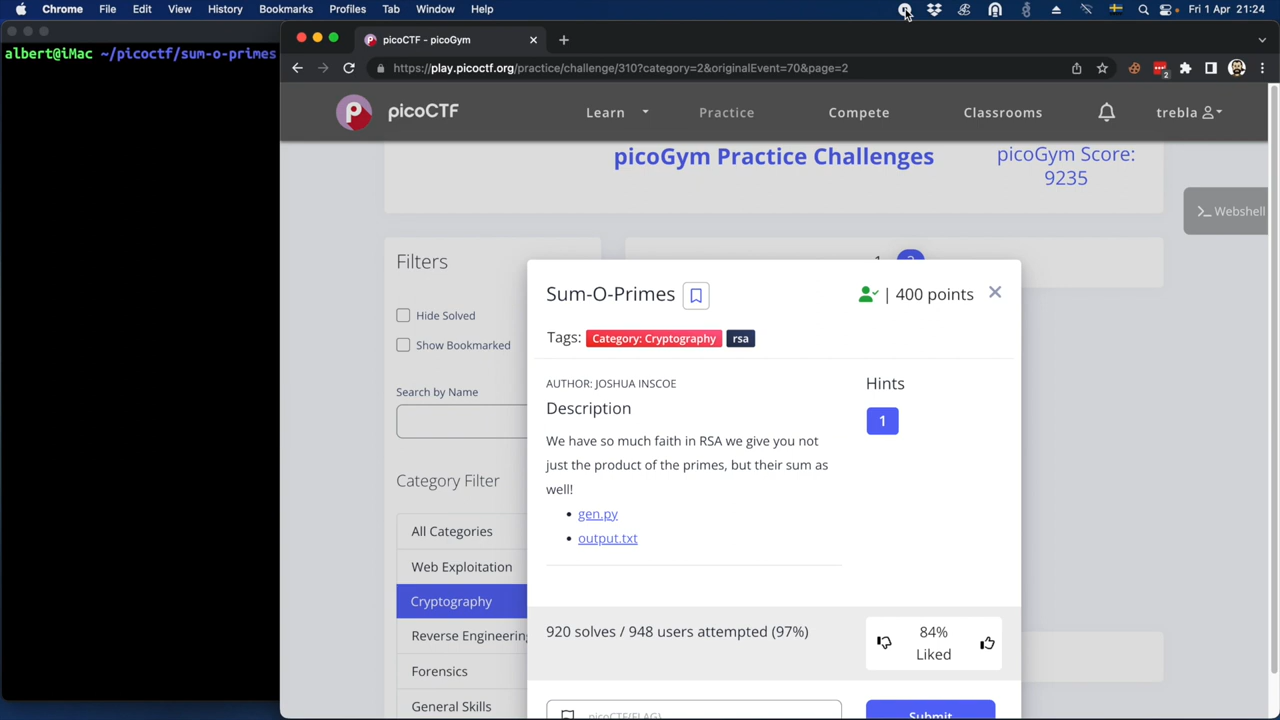 Chrome File Edit View History Bookmarks Profiles Tab Window Help
Fri 1 Apr 21:24
albert@iMac ~/picoctf/sum-o-primes
picoCTF - picoGym
https://play.picoctf.org/practice/challenge/310?category=2&originalEvent=70&page=2
2
picoCTF
Learn
Practice
Compete
Classrooms
trebla
picoGym Practice Challenges
picoGym Score:
9235
>_ Webshell
Filters
1
2
Sum-O-Primes
| 400 points
Hide Solved
Tags: Category: Cryptography rsa
Show Bookmarked
AUTHOR: JOSHUA INSCOE
Hints
Search by Name
Description
1
We have so much faith in RSA we give you not
just the product of the primes, but their sum as
well!
• gen.py
• output.txt
Category Filter
All Categories
Web Exploitation
Cryptography
Reverse Engineering
Forensics
General Skills
920 solves / 948 users attempted (97%)
84%
Liked
picoCTF{FLAG}
Submit